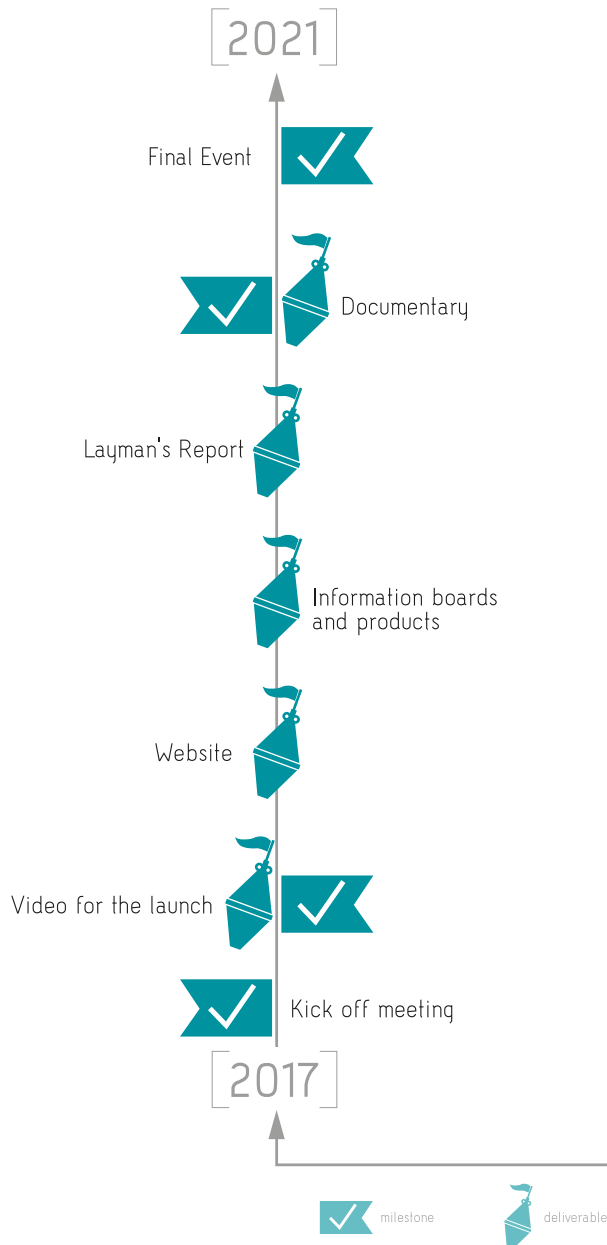 [2021]
Final Event
Documentary
Layman's Report
Information boards
and products
Website
Video for the launch
Kick off meeting
[2017]
milestone
deliverable